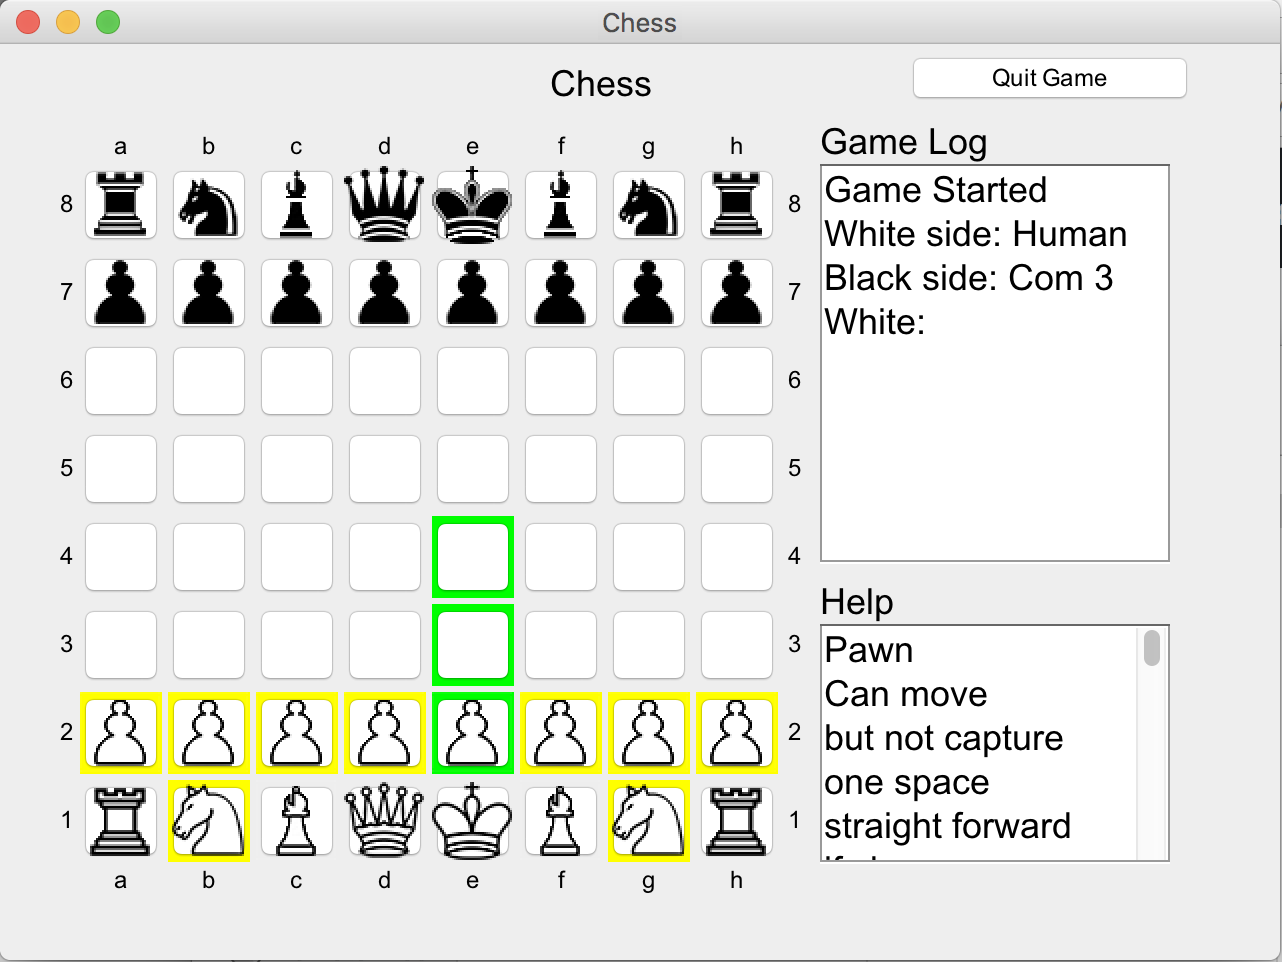 Chess
Chess
Quit Game
a b c d e f g h
8 8
7 7
6 6
5 5
4 4
3 3
2 2
1 1
a b c d e f g h
Game Log
Game Started
White side: Human
Black side: Com 3
White:
Help
Pawn
Can move
but not capture
one space
straight forward